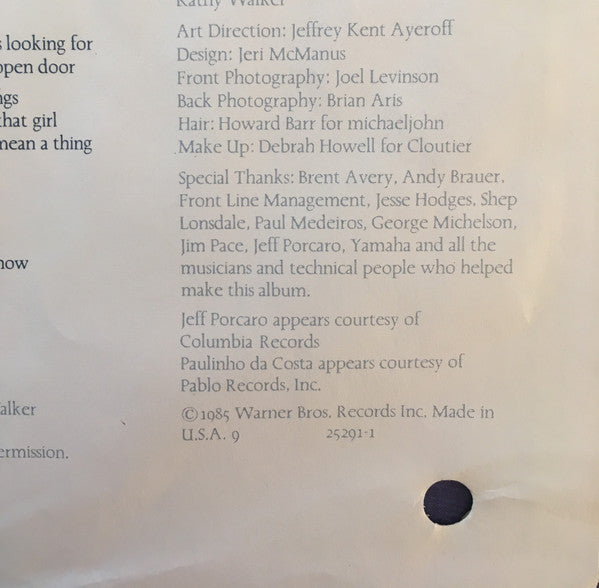 s looking for
open door
ngs
that girl
mean a thing
now
alker
ermission.
Kathy Walker
Art Direction: Jeffrey Kent Ayeroff
Design: Jeri McManus
Front Photography: Joel Levinson
Back Photography: Brian Aris
Hair: Howard Barr for michaeljohn
Make Up: Debrah Howell for Cloutier
Special Thanks: Brent Avery, Andy Brauer,
Front Line Management, Jesse Hodges, Shep
Lonsdale, Paul Medeiros, George Michelson,
Jim Pace, Jeff Porcaro, Yamaha and all the
musicians and technical people who helped
make this album.
Jeff Porcaro appears courtesy of
Columbia Records
Paulinho da Costa appears courtesy of
Pablo Records, Inc.
©1985 Warner Bros. Records Inc. Made in
U.S.A. 9 25291-1